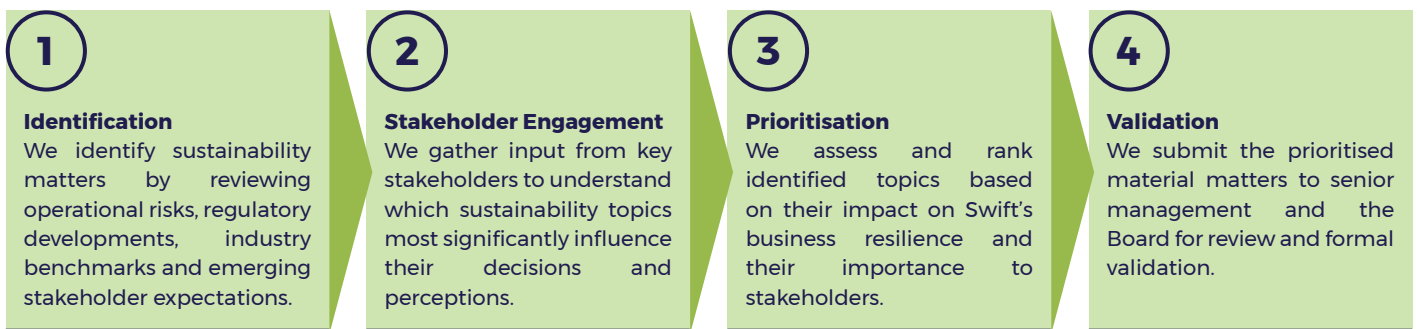 1
Identification
We identify sustainability
matters by reviewing
operational risks, regulatory
developments, industry
benchmarks and emerging
stakeholder expectations.
2
Stakeholder Engagement
We gather input from key
stakeholders to understand
which sustainability topics
most significantly influence
their decisions and
perceptions.
3
Prioritisation
We assess and rank
identified topics based
on their impact on Swift's
business resilience and
their importance to
stakeholders.
4
Validation
We submit the prioritised
material matters to senior
management and the
Board for review and formal
validation.